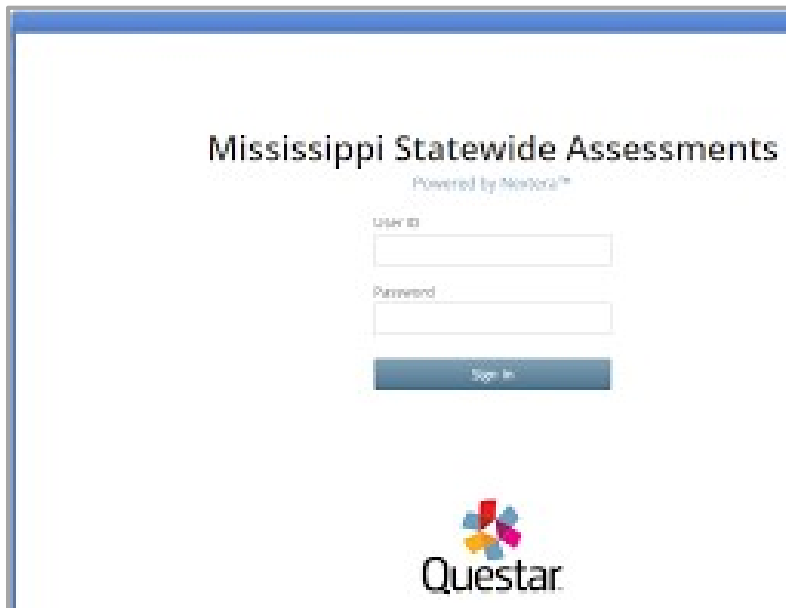 Mississippi Statewide Assessments
Powered by Nextera™
User ID
Password
Sign In
Questar